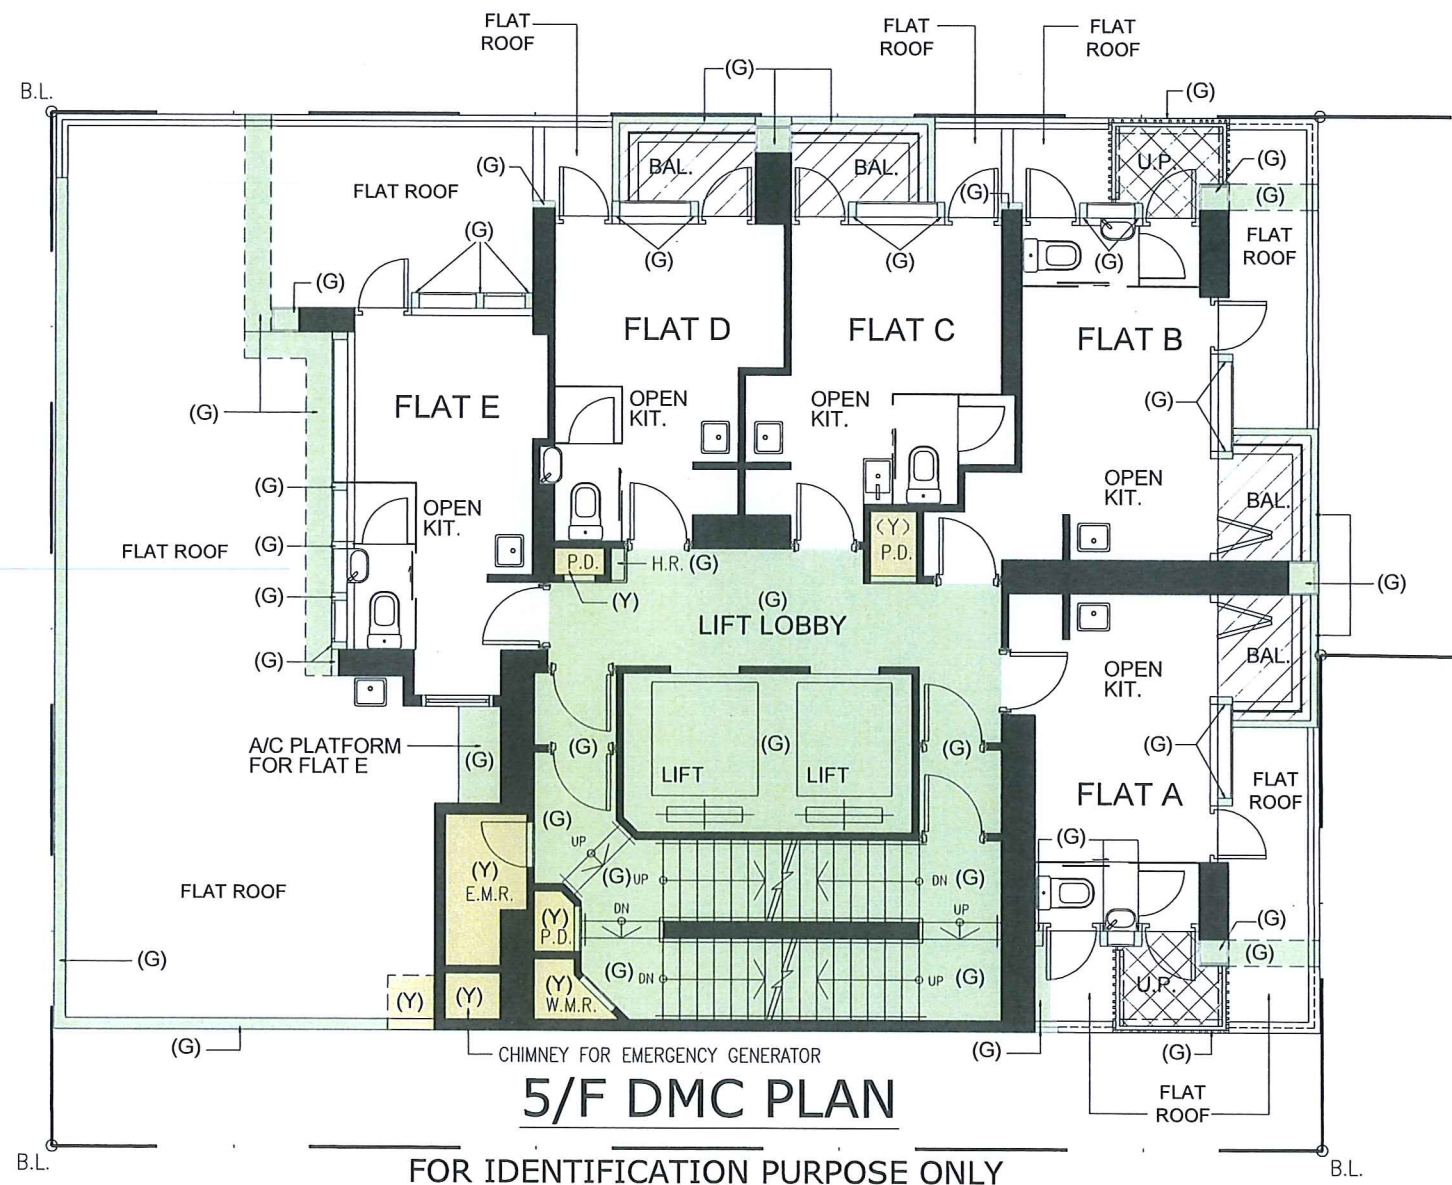 FLAT
ROOF
FLAT
ROOF
FLAT
ROOF
(G)
B.L.
(G)
BAL.
BAL.
U.P.
(G)
(G)
(G)
FLAT ROOF
(G)
(G)
(G)
(G)
(G)
(G)
FLAT
ROOF
(G)
FLAT D
FLAT C
FLAT B
FLAT E
OPEN
KIT.
OPEN
KIT.
(G)
(G)
(G)
OPEN
KIT.
OPEN
KIT.
BAL.
FLAT ROOF
(G)
(Y)
P.D.
P.D.
H.R. (G)
(G)
(Y)
(G)
LIFT LOBBY
(G)
(G)
OPEN
KIT.
BAL.
A/C PLATFORM
FOR FLAT E
(G)
(G)
(G)
(G)
(G)
LIFT
LIFT
FLAT A
FLAT
ROOF
(G)
UP
(G)
(Y)
E.M.R.
(G)
UP
DN
(G)
FLAT ROOF
(Y)
P.D.
DN
UP
(G)
(G)
(G)
(G)
DN
UP
(G)
U.P.
(Y)
(Y)
(Y)
W.M.R.
(G)
CHIMNEY FOR EMERGENCY GENERATOR
(G)
(G)
5/F DMC PLAN
FLAT
ROOF
B.L.
FOR IDENTIFICATION PURPOSE ONLY
B.L.